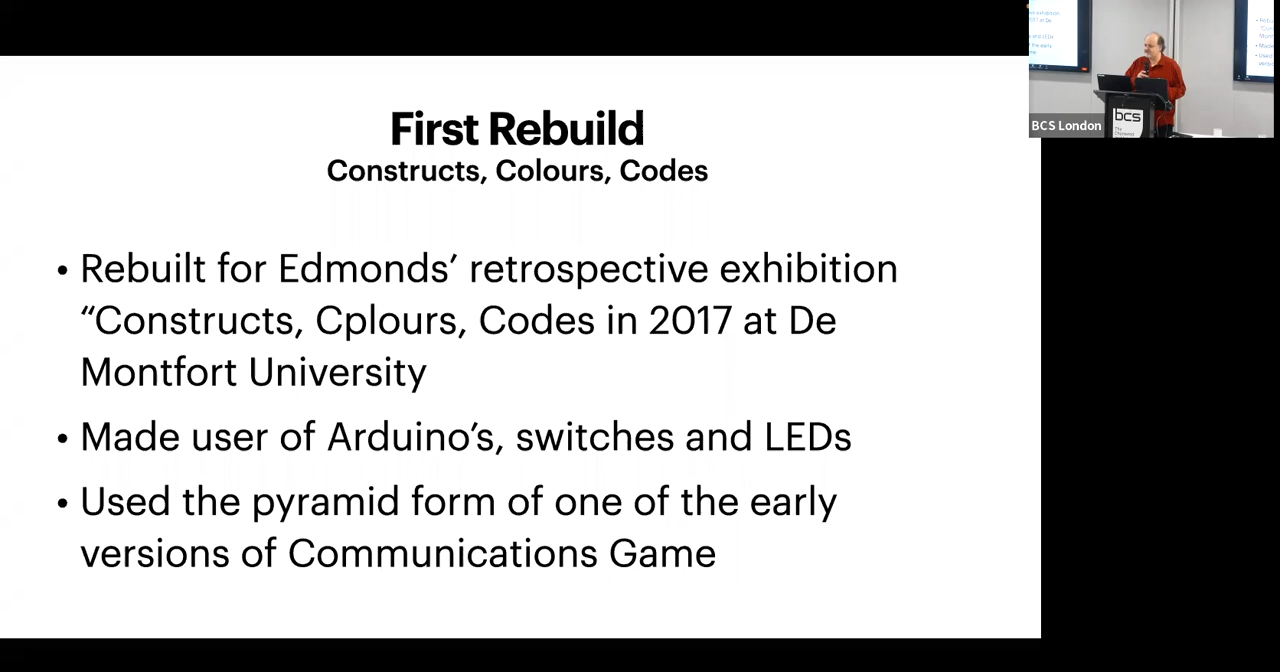 First Rebuild
Constructs, Colours, Codes
• Rebuilt for Edmonds’ retrospective exhibition
“Constructs, Cplours, Codes in 2017 at De
Montfort University
• Made user of Arduino’s, switches and LEDs
• Used the pyramid form of one of the early
versions of Communications Game
BCS London
bcs